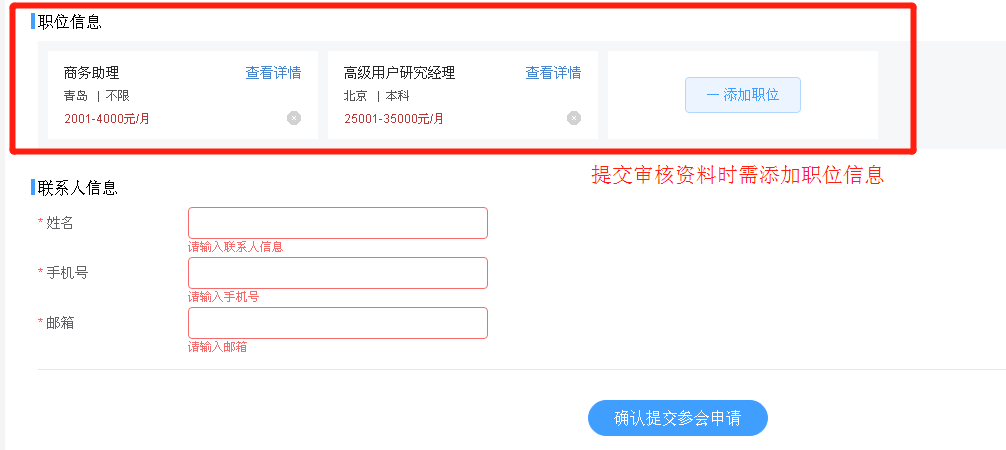 职位信息
商务助理 查看详情
青岛 | 不限
2001-4000元/月
高级用户研究经理 查看详情
北京 | 本科
25001-35000元/月
一 添加职位
提交审核资料时需添加职位信息
联系人信息
* 姓名
请输入联系人信息
* 手机号
请输入手机号
* 邮箱
请输入邮箱
确认提交参会申请